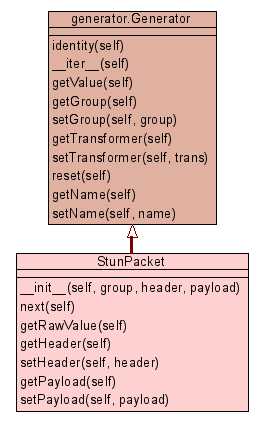 generator.Generator
identity(self)
__iter__(self)
getValue(self)
getGroup(self)
setGroup(self, group)
getTransformer(self)
setTransformer(self, trans)
reset(self)
getName(self)
setName(self, name)
StunPacket
__init__(self, group, header, payload)
next(self)
getRawValue(self)
getHeader(self)
setHeader(self, header)
getPayload(self)
setPayload(self, payload)